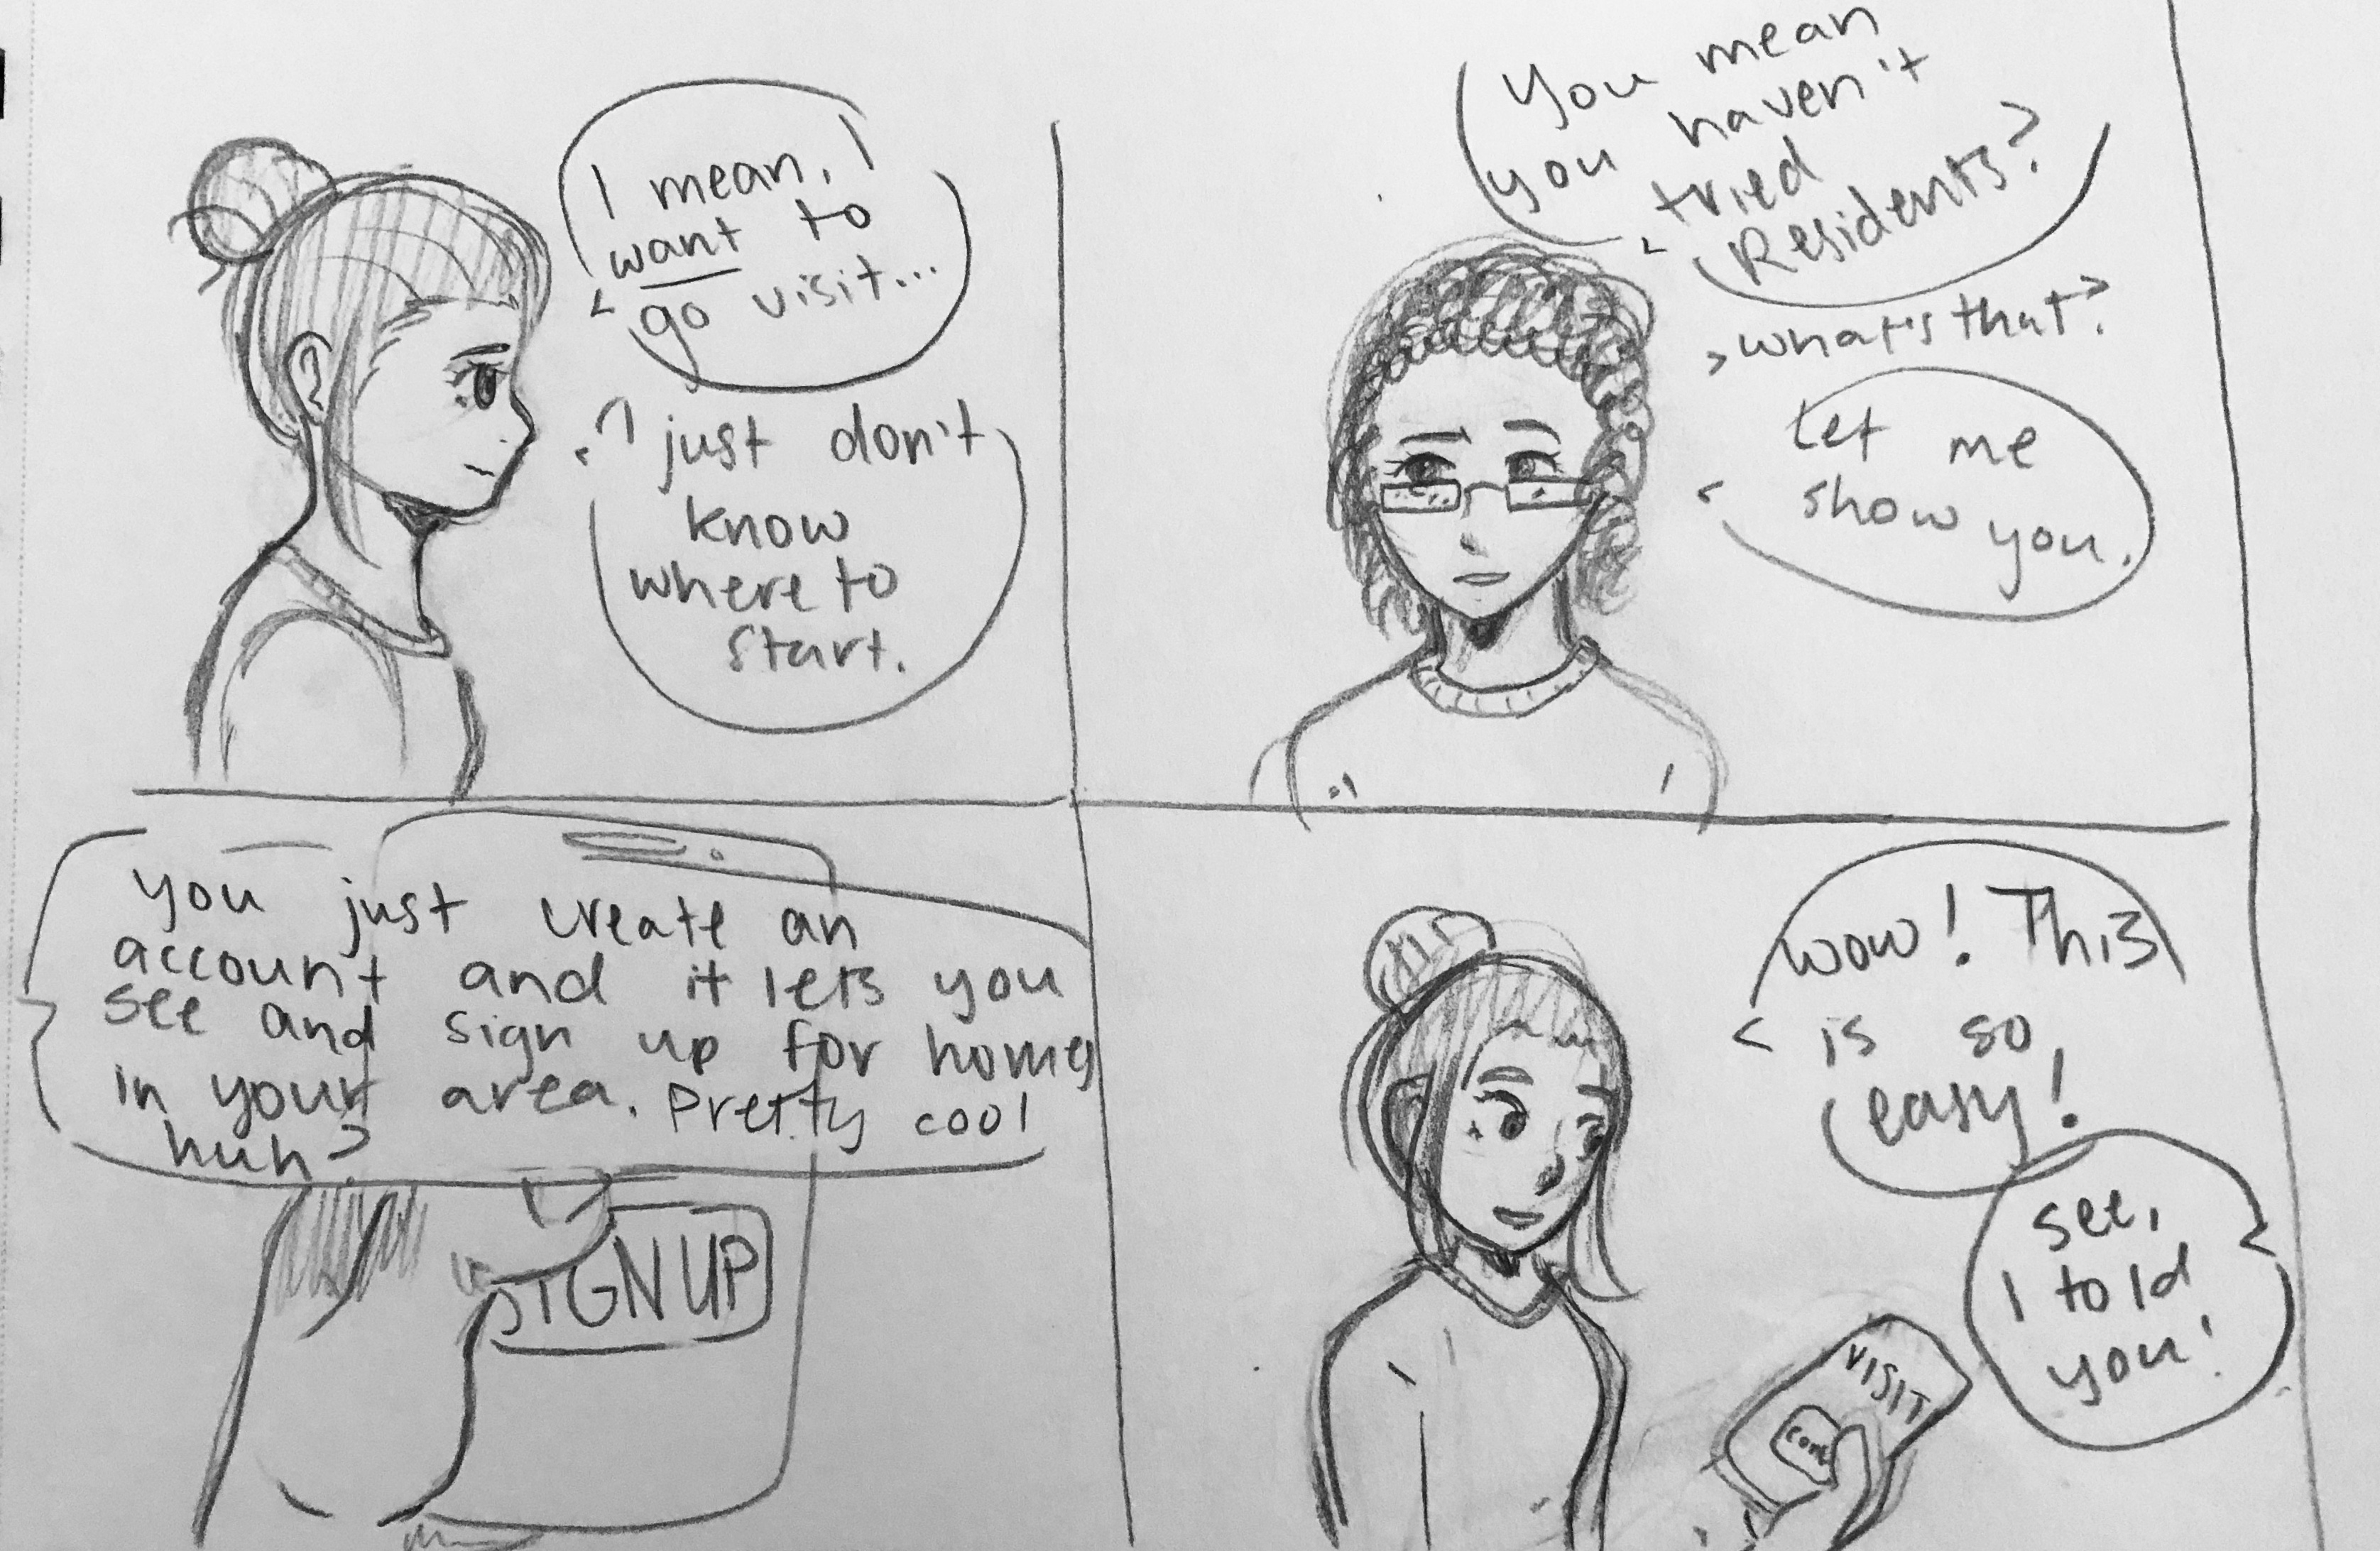 I mean, I
want to
go visit...
I just don't
know
where to
start.
You mean
you haven't
tried
Residents?
what's that?
Let me
show you.
you just create an
account and it lets you
see and sign up for homes
in your area. Pretty cool
huh?
SIGN UP
wow! This
is so
easy!
see,
I told
you!
VISIT